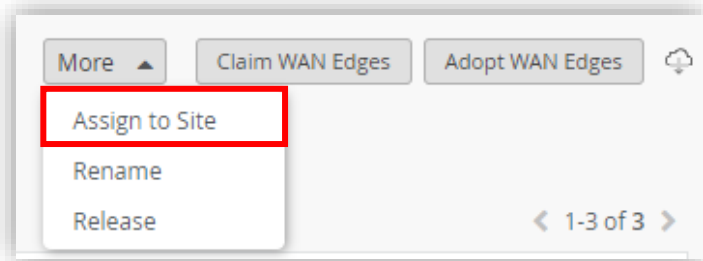 More Claim WAN Edges Adopt WAN Edges
Assign to Site
Rename
Release
1-3 of 3